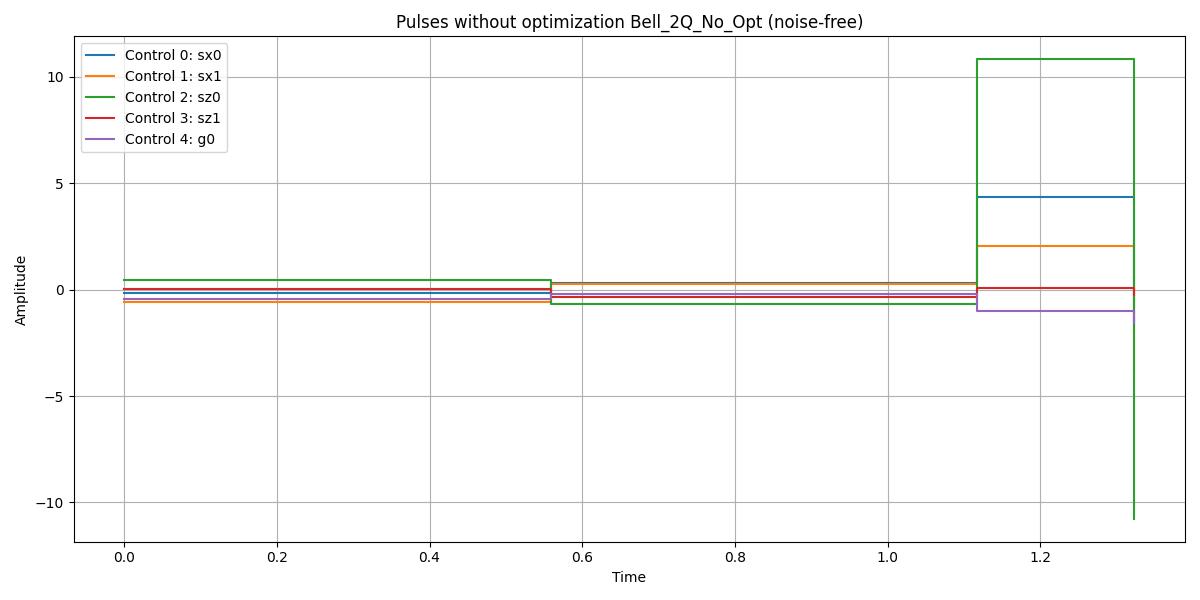 Pulses without optimization Bell_2Q_No_Opt (noise-free)
Control 0: sx0
Control 1: sx1
Control 2: sz0
Control 3: sz1
Control 4: g0
Amplitude
10
5
0
−5
−10
0.0 0.2 0.4 0.6 0.8 1.0 1.2
Time